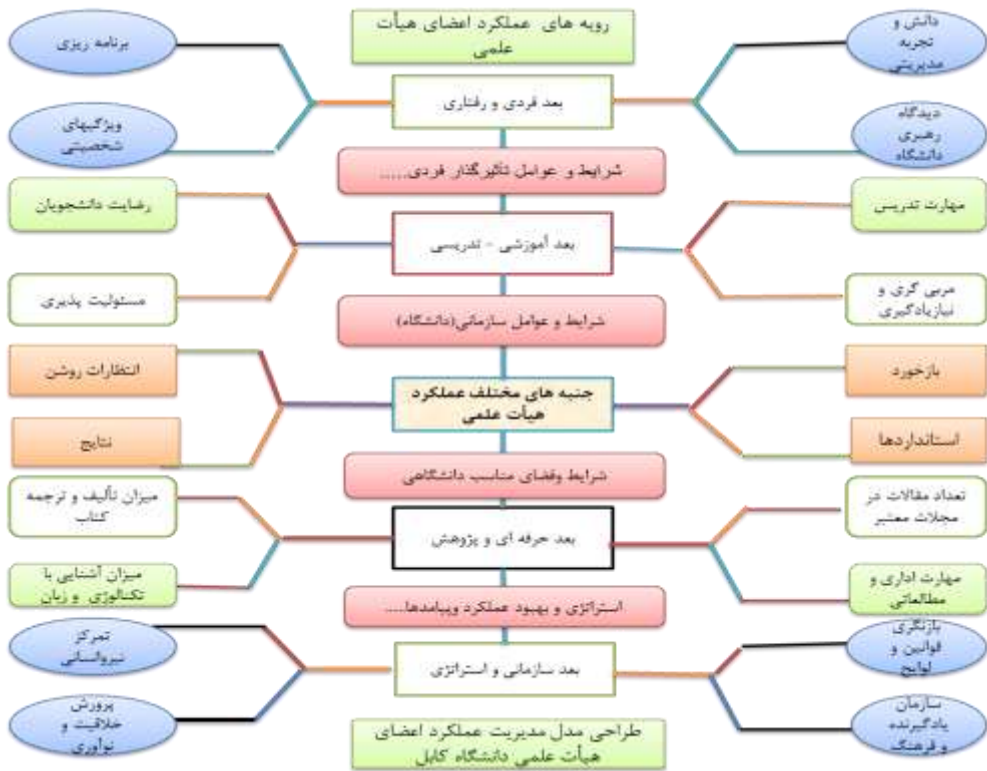 رویه های عملکرد اعضای هیأت
علمی
دانش و
تجربه
مدیریتی
برنامه ریزی
بعد فردی و رفتاری
دیدگاه
رهبری
دانشگاه
ویژگیهای
شخصیتی
شرایط و عوامل تأثیرگذار فردی.....
مهارت تدریس
رضایت دانشجویان
بعد آموزشی - تدریسی
مربی گری و
نیازیادگیری
مسئولیت پذیری
شرایط و عوامل سازمانی(دانشگاه)
بازخورد
انتظارات روشن
جنبه های مختلف عملکرد
هیأت علمی
استانداردها
نتایج
شرایط وفضای مناسب دانشگاهی
تعداد مقالات در
مجلات معتبر
میزان تألیف و ترجمه
کتاب
بعد حرفه ای و پژوهش
مهارت اداری و
مطالعاتی
میزان آشنایی با
تکنالوژی و زبان
استراتژی و بهبود عملکرد وپیامدها.....
بازنگری
قوانین و
لوایح
تمرکز
نیروانسانی
بعد سازمانی و استراتژی
سازمان
یادگیرنده
و فرهنگ
پرورش
خلاقیت و
نوآوری
طراحی مدل مدیریت عملکرد اعضای
هیأت علمی دانشگاه کابل